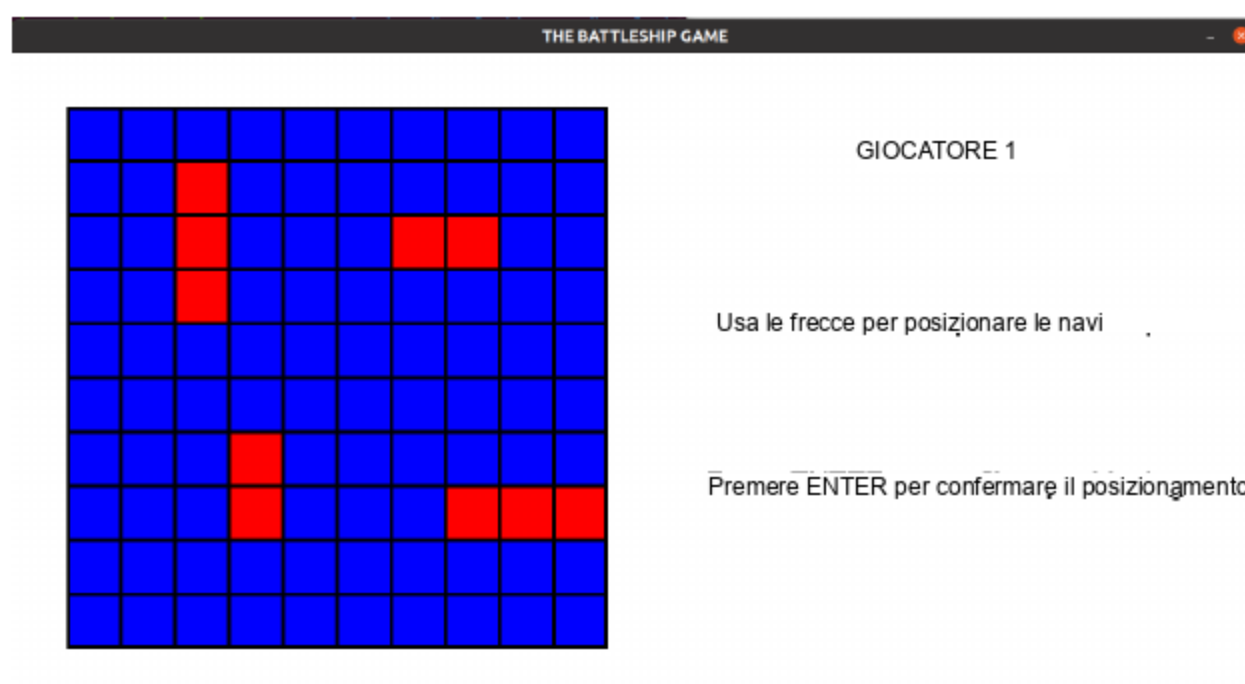 THE BATTLESHIP GAME
GIOCATORE 1
Usa le frecce per posizionare le navi
Premere ENTER per confermare il posizionamento